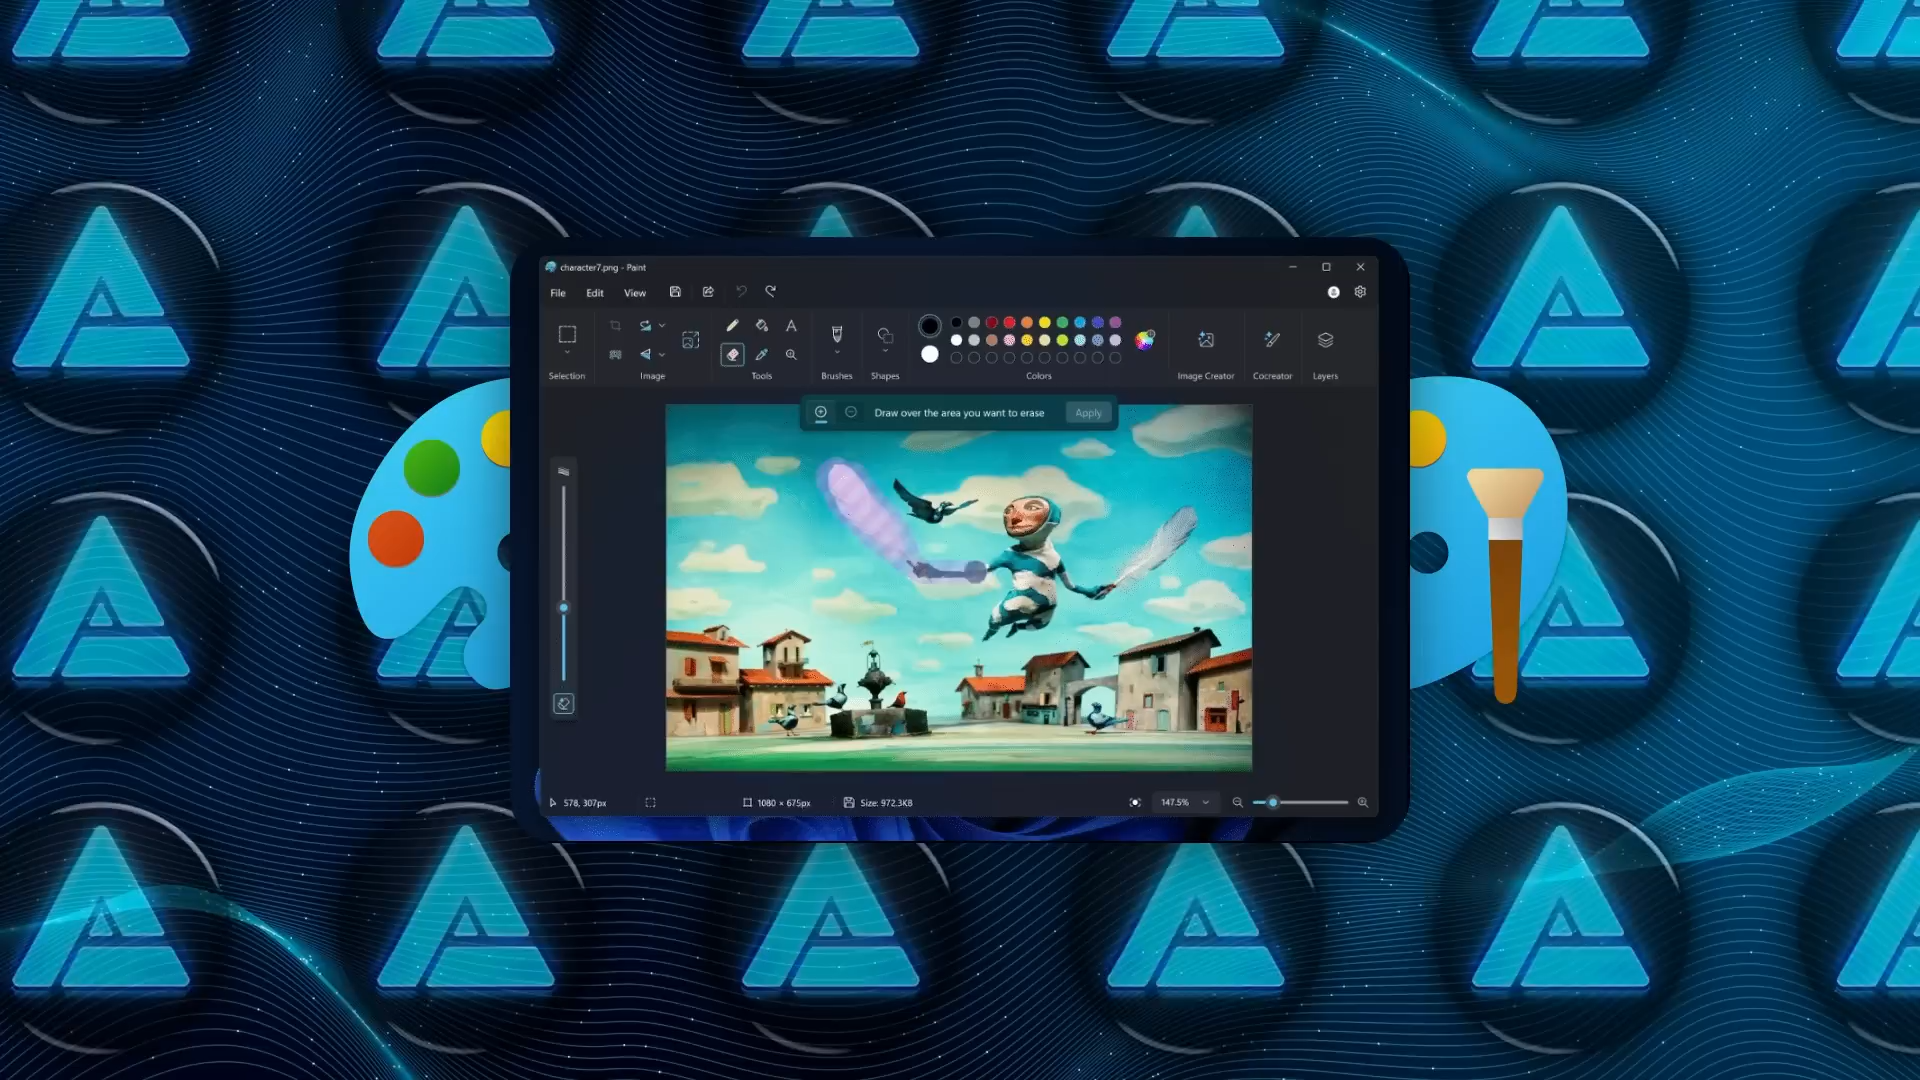 character7.png - Paint
File Edit View
Selection Image Tools Brushes Shapes Colors Image Creator Cocreator Layers
Draw over the area you want to erase Apply
578, 307px 1080 × 675px Size: 972.3KB 147.5%